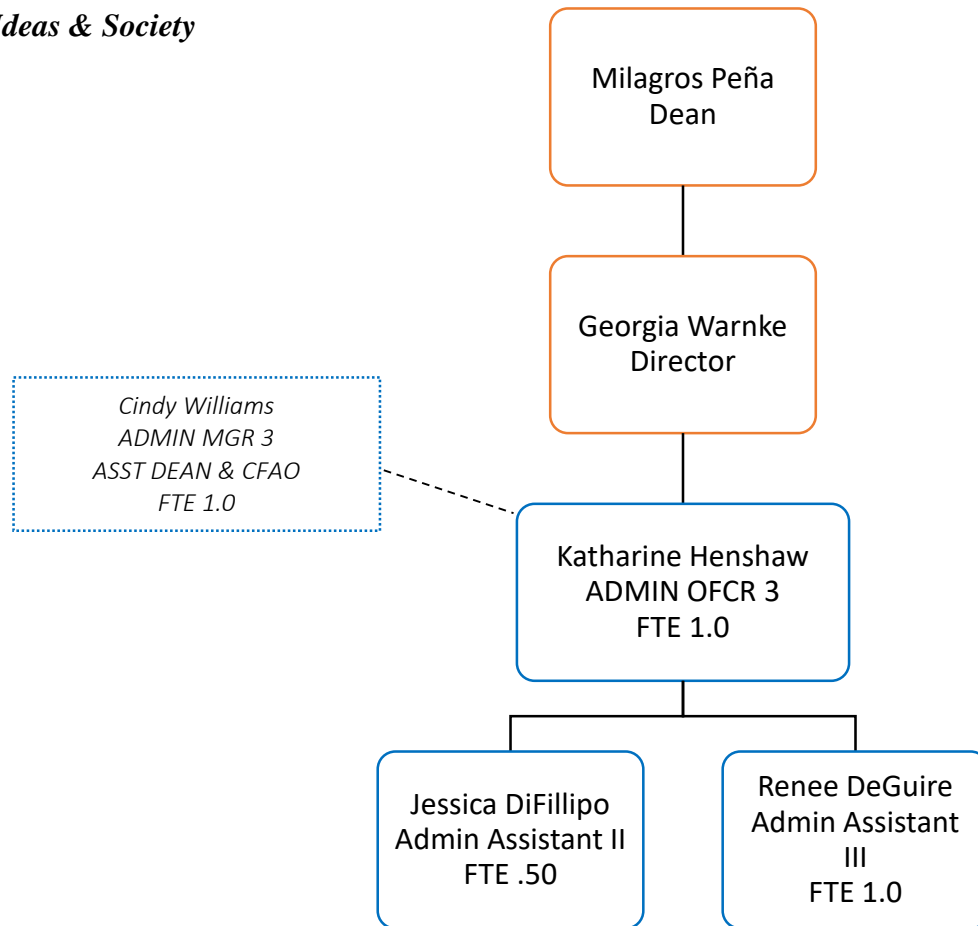 Ideas & Society
Milagros Peña
Dean
Georgia Warnke
Director
Cindy Williams
ADMIN MGR 3
ASST DEAN & CFAO
FTE 1.0
Katharine Henshaw
ADMIN OFCR 3
FTE 1.0
Jessica DiFillipo
Admin Assistant II
FTE .50
Renee DeGuire
Admin Assistant
III
FTE 1.0